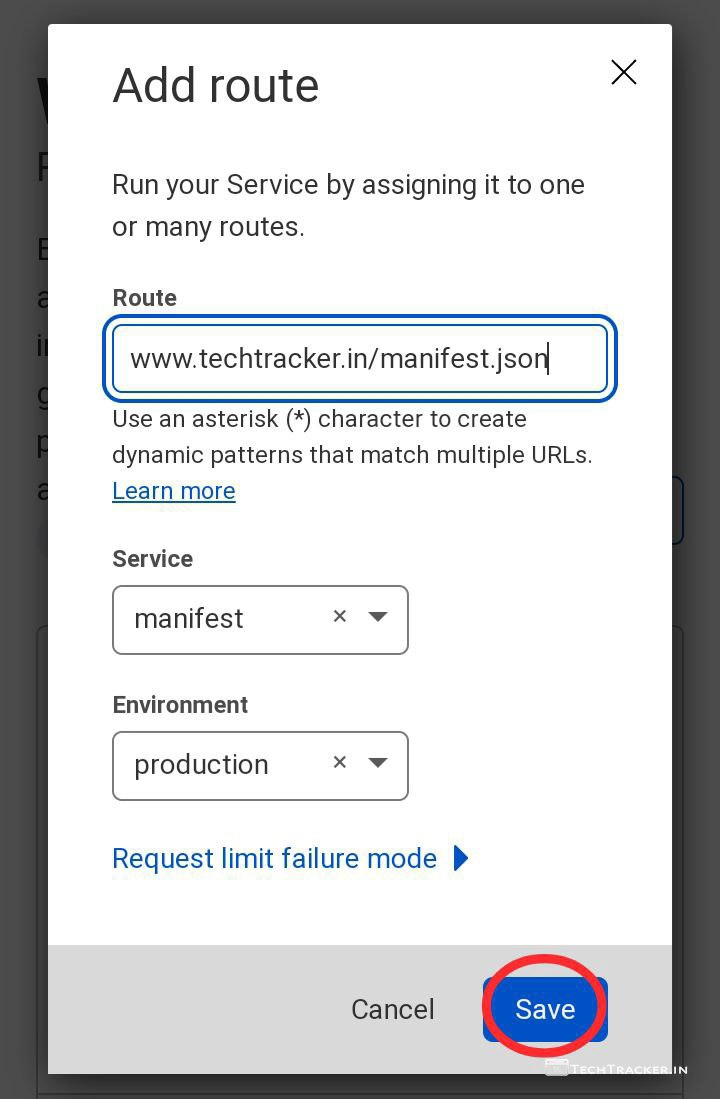 Add route
Run your Service by assigning it to one
or many routes.
Route
www.techtracker.in/manifest.json
Use an asterisk (*) character to create
dynamic patterns that match multiple URLs.
Learn more
Service
manifest
Environment
production
Request limit failure mode
Cancel
Save
TECHTRACKER.IN